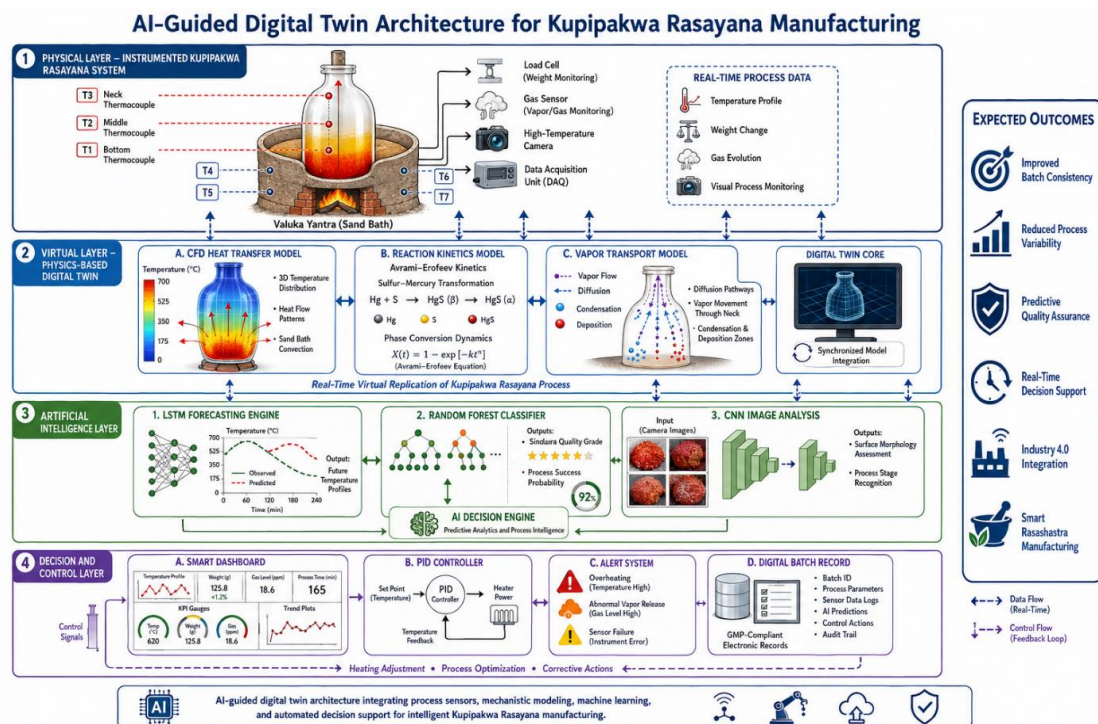 AI-Guided Digital Twin Architecture for Kupipakwa Rasayana Manufacturing
1 PHYSICAL LAYER – INSTRUMENTED KUPIPAKWA
RASAYANA SYSTEM
T3 Neck
Thermocouple
T2 Middle
Thermocouple
T1 Bottom
Thermocouple
T4
T5
T6
T7
Valuka Yantra (Sand Bath)
Load Cell
(Weight Monitoring)
Gas Sensor
(Vapor/Gas Monitoring)
High-Temperature
Camera
Data Acquisition
Unit (DAQ)
REAL-TIME PROCESS DATA
Temperature Profile
Weight Change
Gas Evolution
Visual Process Monitoring
2 VIRTUAL LAYER –
PHYSICS-BASED
DIGITAL TWIN
A. CFD HEAT TRANSFER MODEL
Temperature (°C)
700
525
350
175
0
• 3D Temperature
Distribution
• Heat Flow
Patterns
• Sand Bath
Convection
B. REACTION KINETICS MODEL
Avrami–Erofeev Kinetics
Sulfur–Mercury Transformation
Hg + S → HgS (β) → HgS (α)
Hg S HgS
Phase Conversion Dynamics
X(t) = 1 − exp [−ktⁿ]
(Avrami–Erofeev Equation)
C. VAPOR TRANSPORT MODEL
Vapor Flow
Diffusion
Condensation
Deposition
• Diffusion Pathways
• Vapor Movement
Through Neck
• Condensation &
Deposition Zones
DIGITAL TWIN CORE
Synchronized Model
Integration
Real-Time Virtual Replication of Kupipakwa Rasayana Process
3 ARTIFICIAL
INTELLIGENCE LAYER
1. LSTM FORECASTING ENGINE
Temperature (°C)
700
525
350
175
0
0 60 120 180 240
Time (min)
Observed
Predicted
Output:
Future
Temperature
Profiles
2. RANDOM FOREST CLASSIFIER
Outputs:
• Sindura Quality Grade
• Process Success
Probability
92%
3. CNN IMAGE ANALYSIS
Input
(Camera Images)
Outputs:
• Surface Morphology
Assessment
• Process Stage
Recognition
AI DECISION ENGINE
Predictive Analytics and Process Intelligence
4 DECISION AND
CONTROL LAYER
Control
Signals
A. SMART DASHBOARD
Temperature Profile
Weight (g)
125.8
+1.2%
Gas Level (ppm)
18.6
Process Time (min)
165
KPI Gauges
Temp
(°C)
620
Weight
(g)
125.8
Gas
(ppm)
18.6
Trend Plots
B. PID CONTROLLER
Set Point
(Temperature)
PID
Controller
Heater
Power
Temperature
Feedback
C. ALERT SYSTEM
Overheating
(Temperature High)
Abnormal Vapor Release
(Gas Level High)
Sensor Failure
(Instrument Error)
D. DIGITAL BATCH RECORD
GMP-Compliant
Electronic Records
• Batch ID
• Process Parameters
• Sensor Data Logs
• AI Predictions
• Control Actions
• Audit Trail
Heating Adjustment • Process Optimization • Corrective Actions
EXPECTED OUTCOMES
Improved
Batch Consistency
Reduced Process
Variability
Predictive
Quality Assurance
Real-Time
Decision Support
Industry 4.0
Integration
Smart
Rasashastra
Manufacturing
Data Flow
(Real-Time)
Control Flow
(Feedback Loop)
AI
AI-guided digital twin architecture integrating process sensors, mechanistic modeling, machine learning,
and automated decision support for intelligent Kupipakwa Rasayana manufacturing.